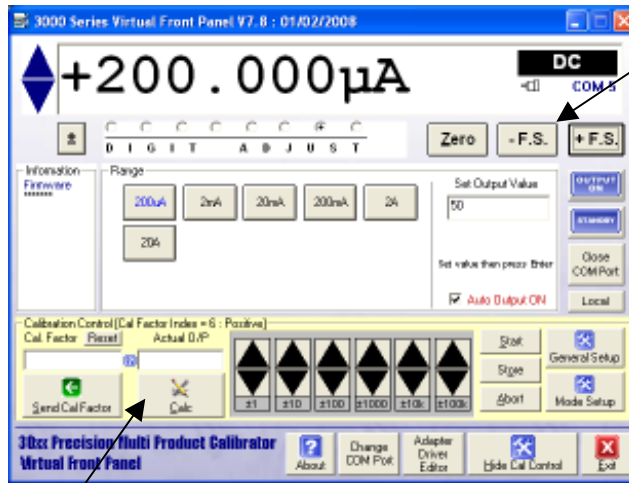 3000 Series Virtual Front Panel V7.8 : 01/02/2008
+200.000µA
DC
COM-5
±
DIGIT ADJUST
Zero
- F.S.
+ F.S.
Information
Firmware
Range
200uA
2mA
20mA
200mA
2A
20A
Set Output Value
50
Set value then press Enter
Auto Output ON
OUTPUT ON
STANDBY
Close COM Port
Local
Calibration Control [Cal Factor Index = 6 : Positive]
Cal. Factor
Reset
Actual O/P
Send Cal Factor
Calc
±1
±10
±100
±1000
±10k
±100k
Start
Store
Abort
General Setup
Mode Setup
30xx Precision Multi Product Calibrator
Virtual Front Panel
About
Change COM Port
Adapter Driver Editor
Hide Cal Control
Exit